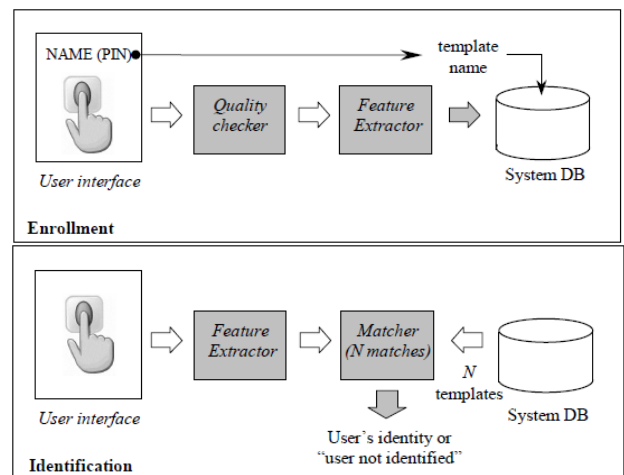 NAME (PIN)
template
name
Quality
checker
Feature
Extractor
User interface
System DB
Enrollment
Feature
Extractor
Matcher
(N matches)
N
templates
User interface
System DB
User's identity or
"user not identified"
Identification